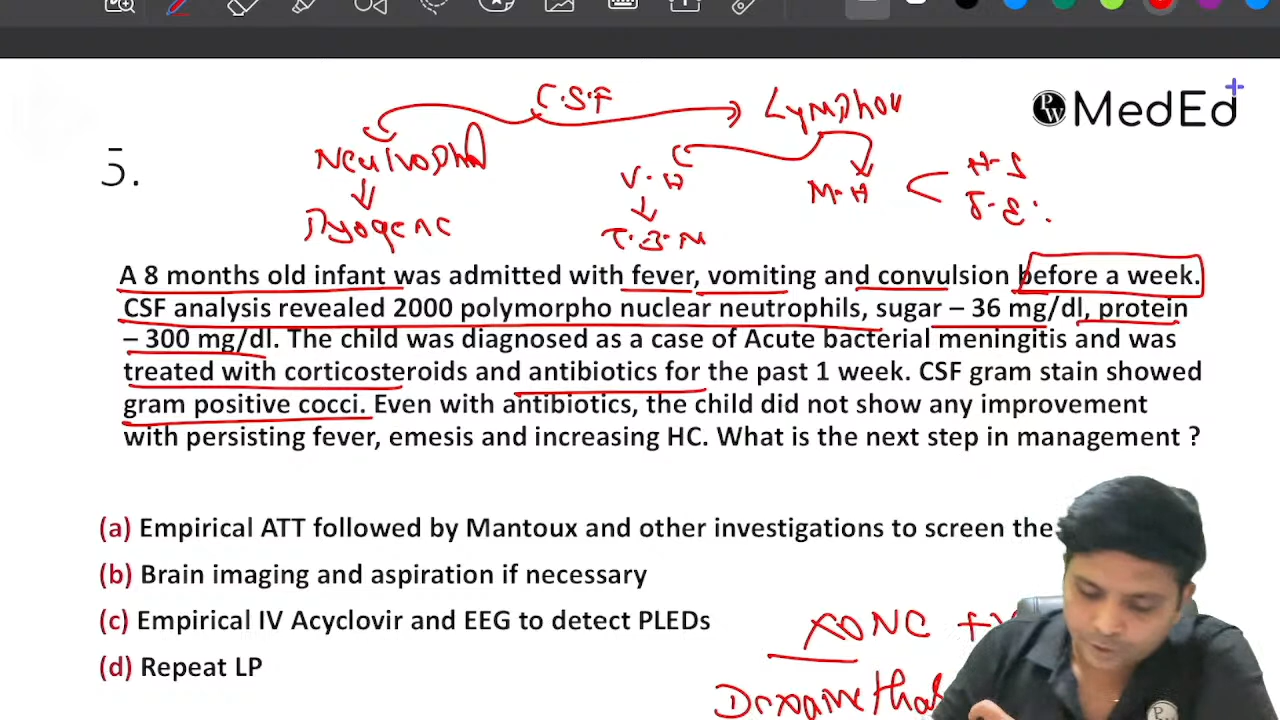 C.S.F
Lymphou
PW MedEd
5.
Neutrophil
V.A
M.A
H.S
J.E.
Pyogenc
T.B.M
A 8 months old infant was admitted with fever, vomiting and convulsion before a week.
CSF analysis revealed 2000 polymorpho nuclear neutrophils, sugar – 36 mg/dl, protein
– 300 mg/dl. The child was diagnosed as a case of Acute bacterial meningitis and was
treated with corticosteroids and antibiotics for the past 1 week. CSF gram stain showed
gram positive cocci. Even with antibiotics, the child did not show any improvement
with persisting fever, emesis and increasing HC. What is the next step in management ?
(a) Empirical ATT followed by Mantoux and other investigations to screen the
(b) Brain imaging and aspiration if necessary
(c) Empirical IV Acyclovir and EEG to detect PLEDs
(d) Repeat LP
PW